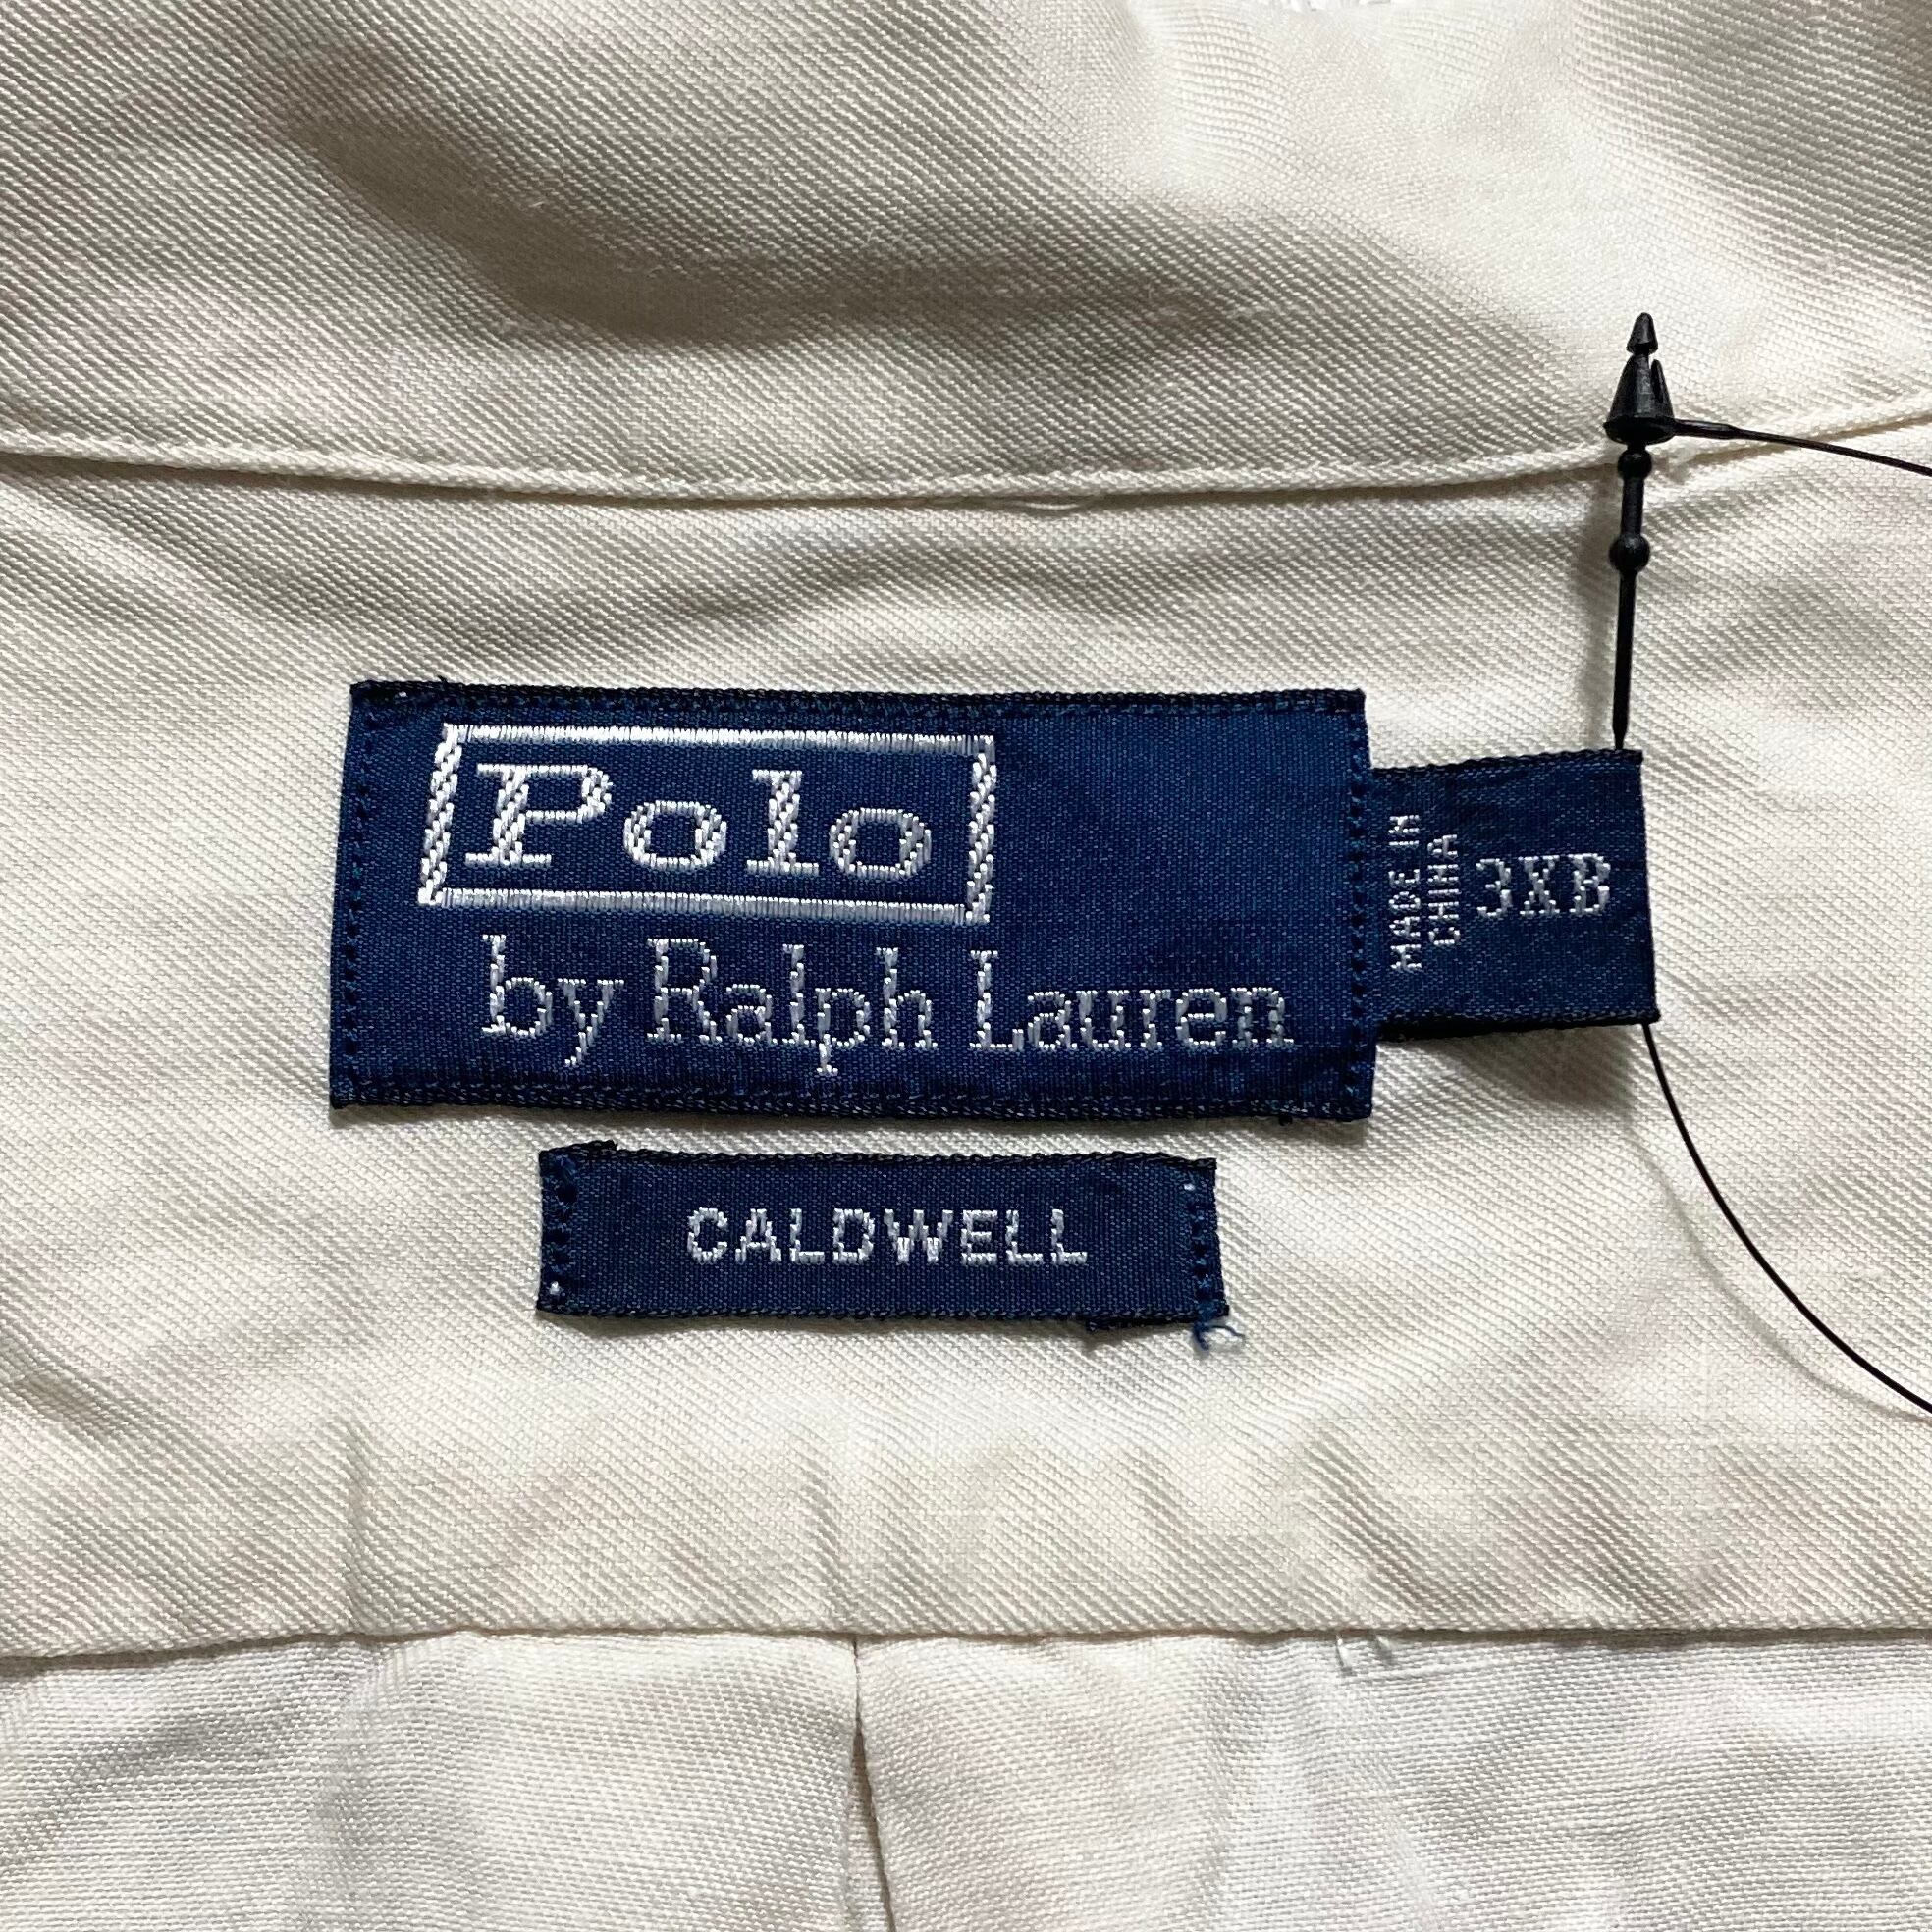 Polo
by Ralph Lauren
MADE IN
CHINA
3XB
CALDWELL